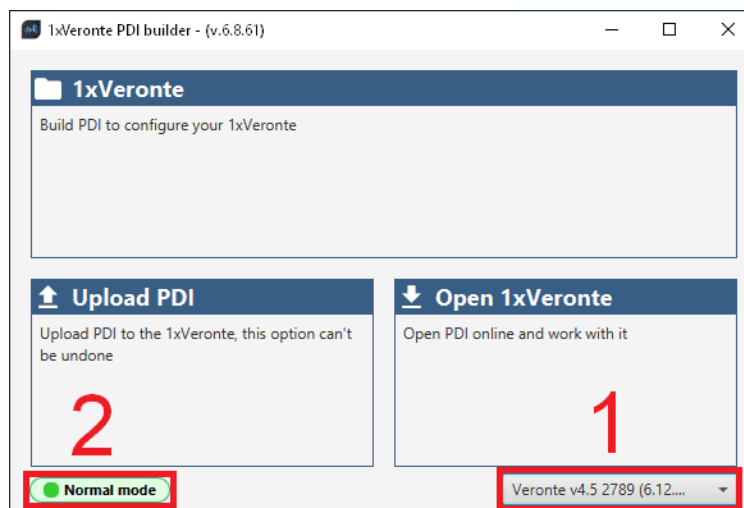 1xVeronte PDI builder - (v.6.8.61)
1xVeronte
Build PDI to configure your 1xVeronte
Upload PDI
Upload PDI to the 1xVeronte, this option can't
be undone
2
Open 1xVeronte
Open PDI online and work with it
1
Normal mode
Veronte v4.5 2789 (6.12....